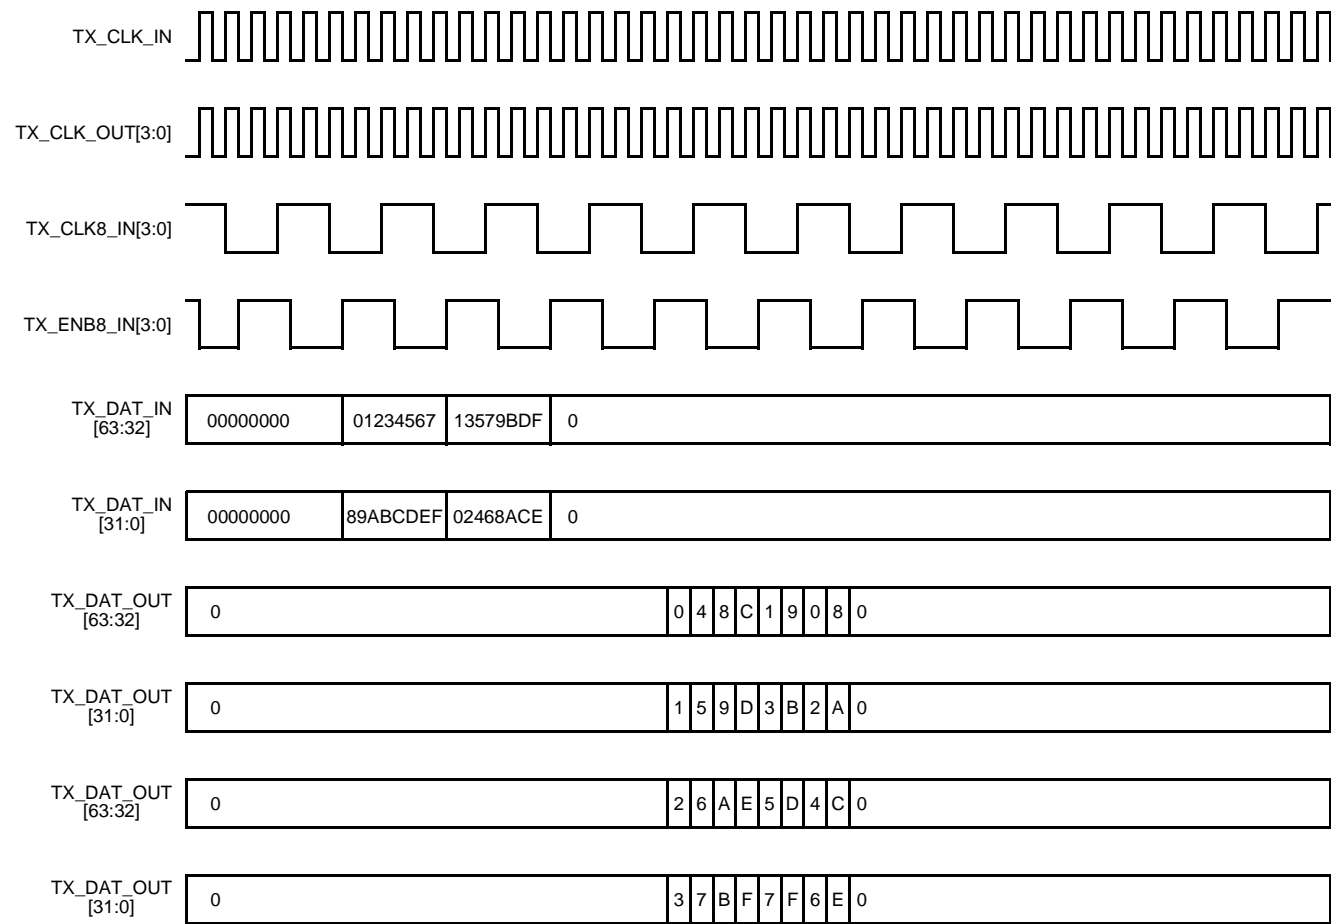 TX_CLK_IN
TX_CLK_OUT[3:0]
TX_CLK8_IN[3:0]
TX_ENB8_IN[3:0]
TX_DAT_IN
[63:32]
00000000 01234567 13579BDF 0
TX_DAT_IN
[31:0]
00000000 89ABCDEF 02468ACE 0
TX_DAT_OUT
[63:32]
0 0 4 8 C 1 9 0 8 0
TX_DAT_OUT
[31:0]
0 1 5 9 D 3 B 2 A 0
TX_DAT_OUT
[63:32]
0 2 6 A E 5 D 4 C 0
TX_DAT_OUT
[31:0]
0 3 7 B F 7 F 6 E 0